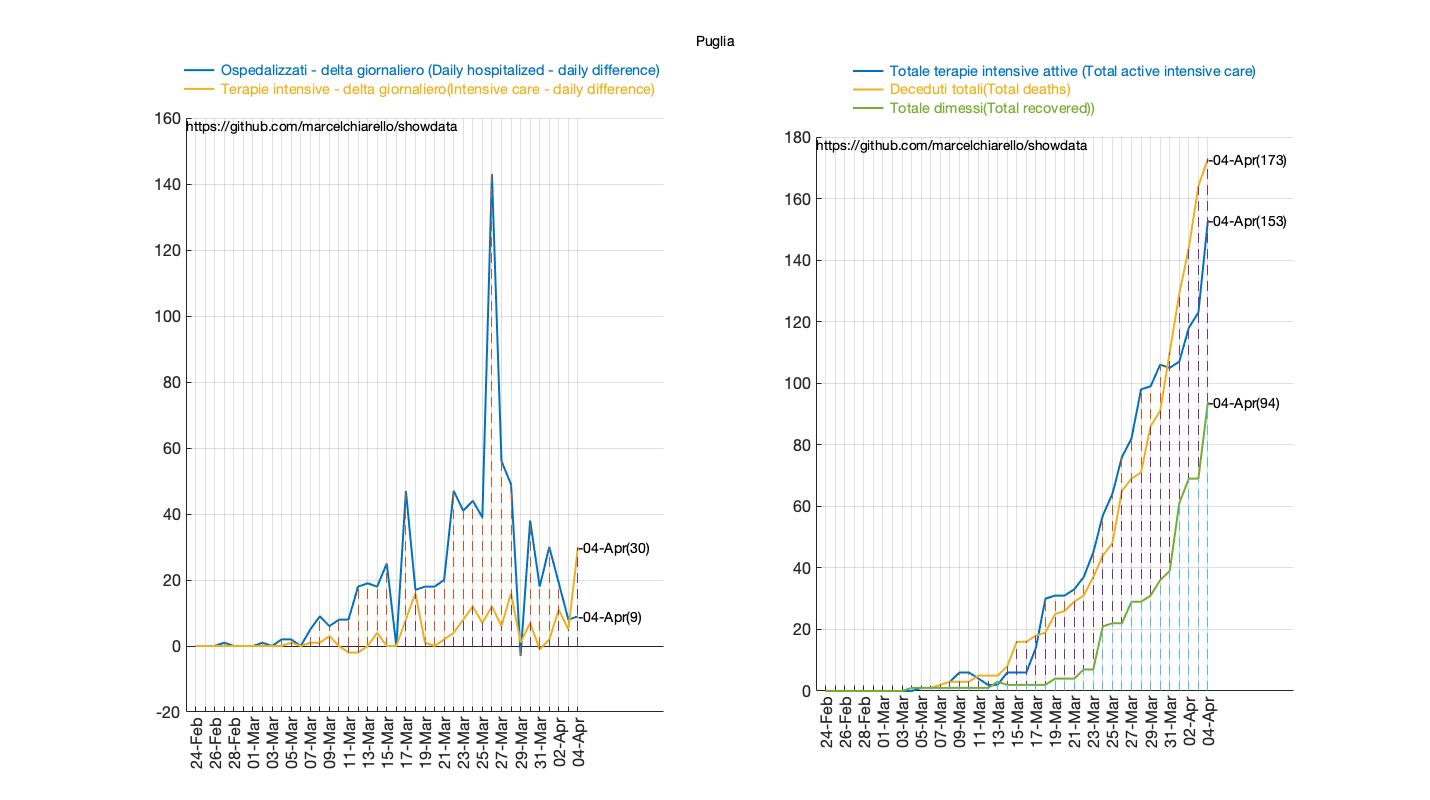 Puglia
Ospedalizzati - delta giornaliero (Daily hospitalized - daily difference)
Terapie intensive - delta giornaliero(Intensive care - daily difference)
160
https://github.com/marcelchiarello/showdata
140
120
100
80
60
40
20
0
-20
-04-Apr(30)
-04-Apr(9)
24-Feb
26-Feb
28-Feb
01-Mar
03-Mar
05-Mar
07-Mar
09-Mar
11-Mar
13-Mar
15-Mar
17-Mar
19-Mar
21-Mar
23-Mar
25-Mar
27-Mar
29-Mar
31-Mar
02-Apr
04-Apr
Totale terapie intensive attive (Total active intensive care)
Deceduti totali(Total deaths)
Totale dimessi(Total recovered))
180
https://github.com/marcelchiarello/showdata
160
140
120
100
80
60
40
20
0
-04-Apr(173)
-04-Apr(153)
-04-Apr(94)
24-Feb
26-Feb
28-Feb
01-Mar
03-Mar
05-Mar
07-Mar
09-Mar
11-Mar
13-Mar
15-Mar
17-Mar
19-Mar
21-Mar
23-Mar
25-Mar
27-Mar
29-Mar
31-Mar
02-Apr
04-Apr